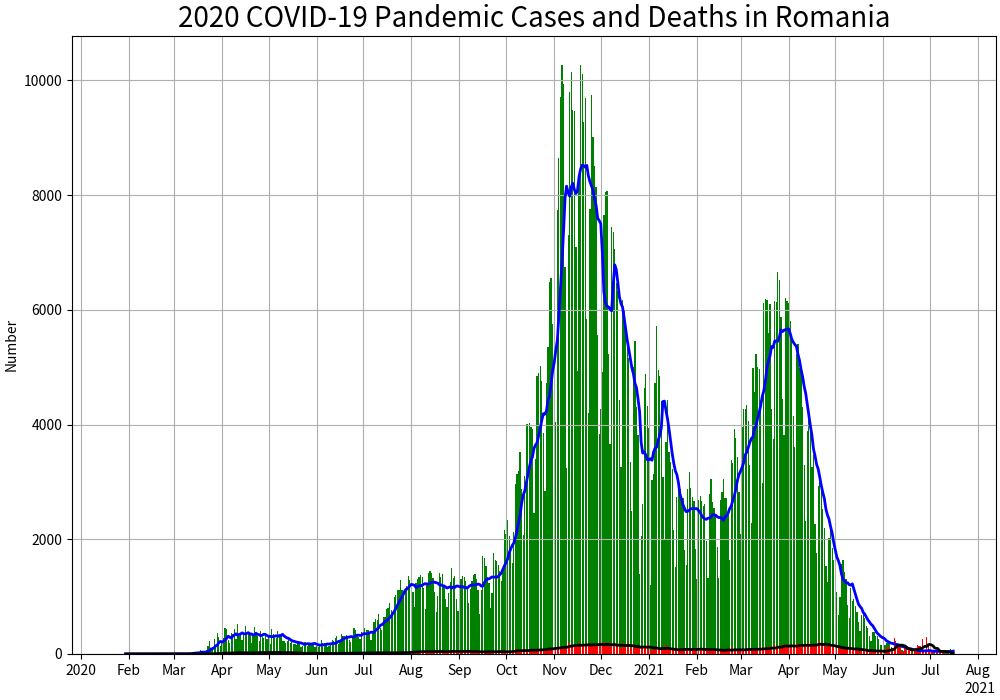 2020 COVID-19 Pandemic Cases and Deaths in Romania
Number
10000
8000
6000
4000
2000
0
2020 Feb Mar Apr May Jun Jul Aug Sep Oct Nov Dec 2021 Feb Mar Apr May Jun Jul Aug
2021